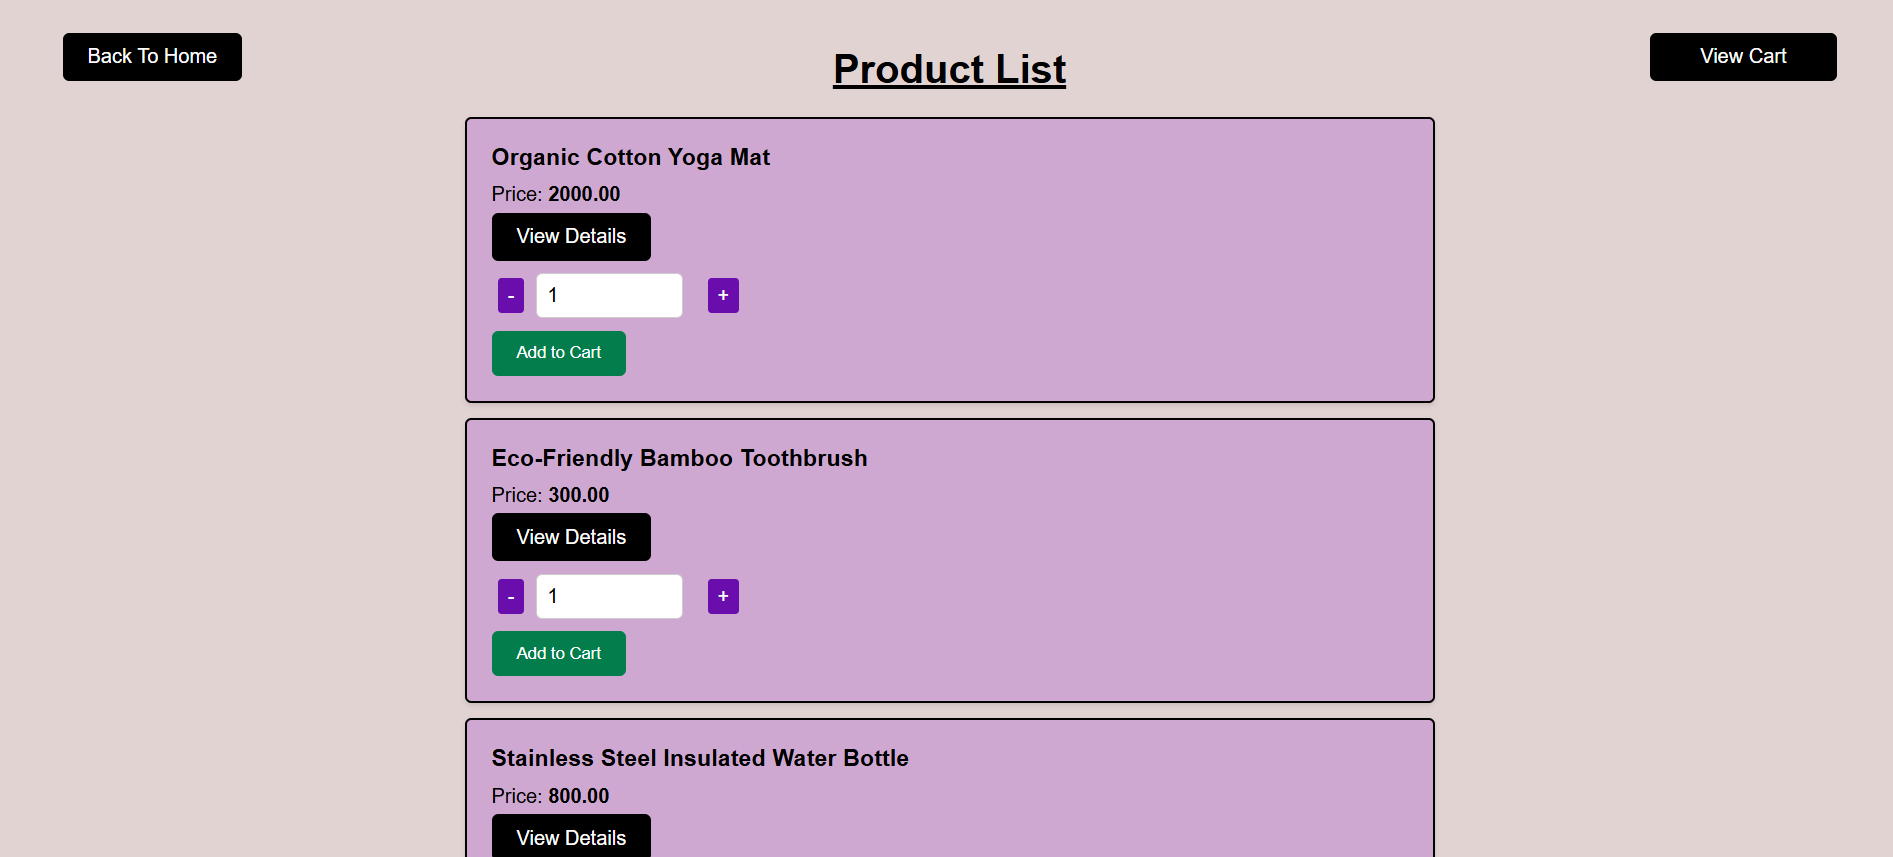 Back To Home
Product List
View Cart
Organic Cotton Yoga Mat
Price: 2000.00
View Details
- 1 +
Add to Cart
Eco-Friendly Bamboo Toothbrush
Price: 300.00
View Details
- 1 +
Add to Cart
Stainless Steel Insulated Water Bottle
Price: 800.00
View Details